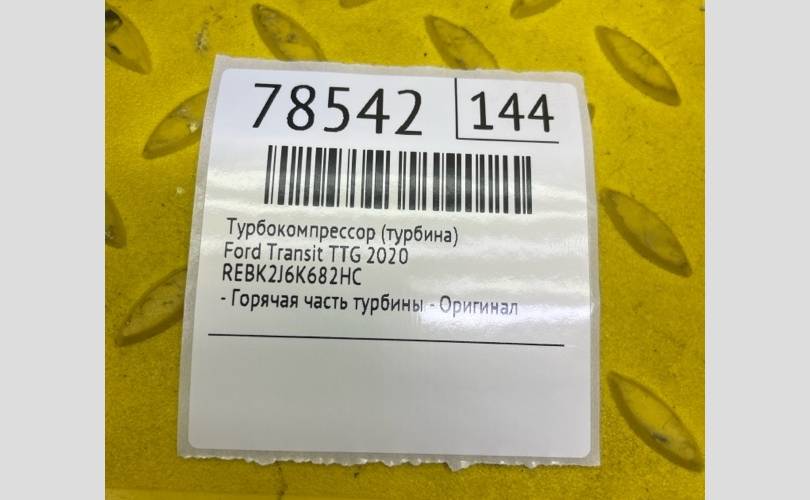 78542 144
Турбокомпрессор (турбина)
Ford Transit TTG 2020
REBK2J6K682HC
- Горячая часть турбины - Оригинал